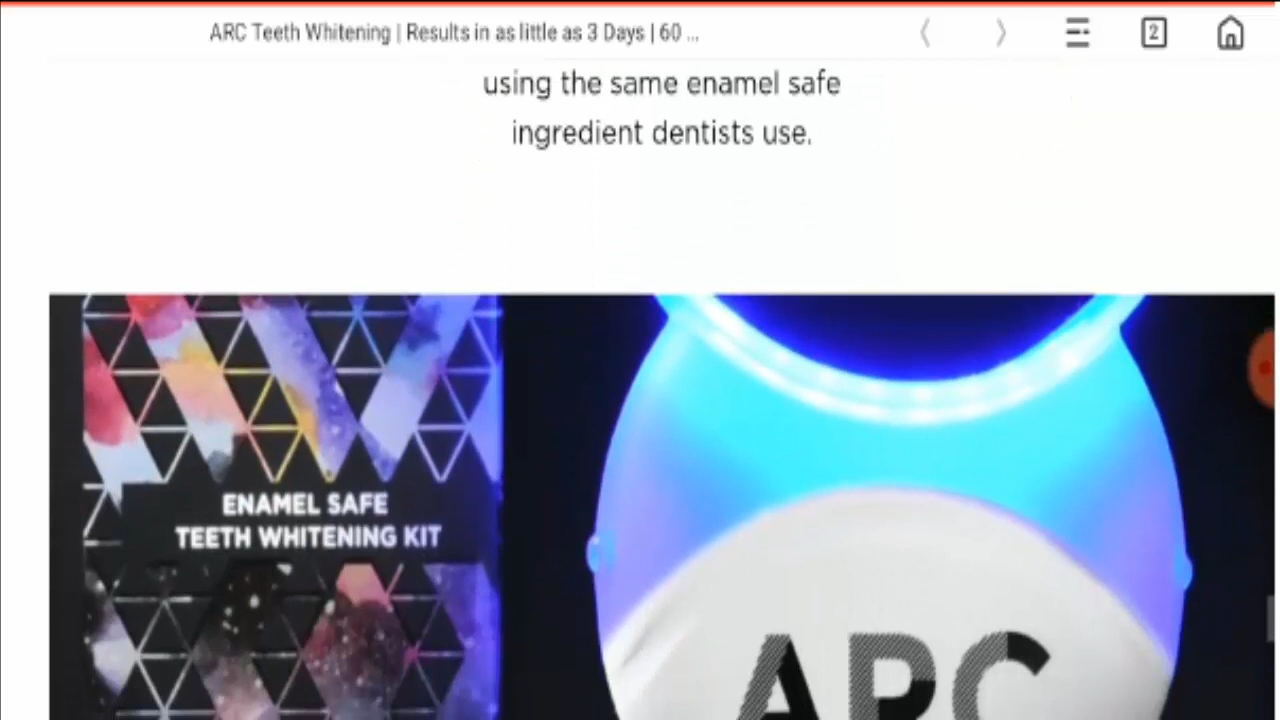 ARC Teeth Whitening | Results in as little as 3 Days | 60 ...
2
using the same enamel safe
ingredient dentists use.
ENAMEL SAFE
TEETH WHITENING KIT
ARC